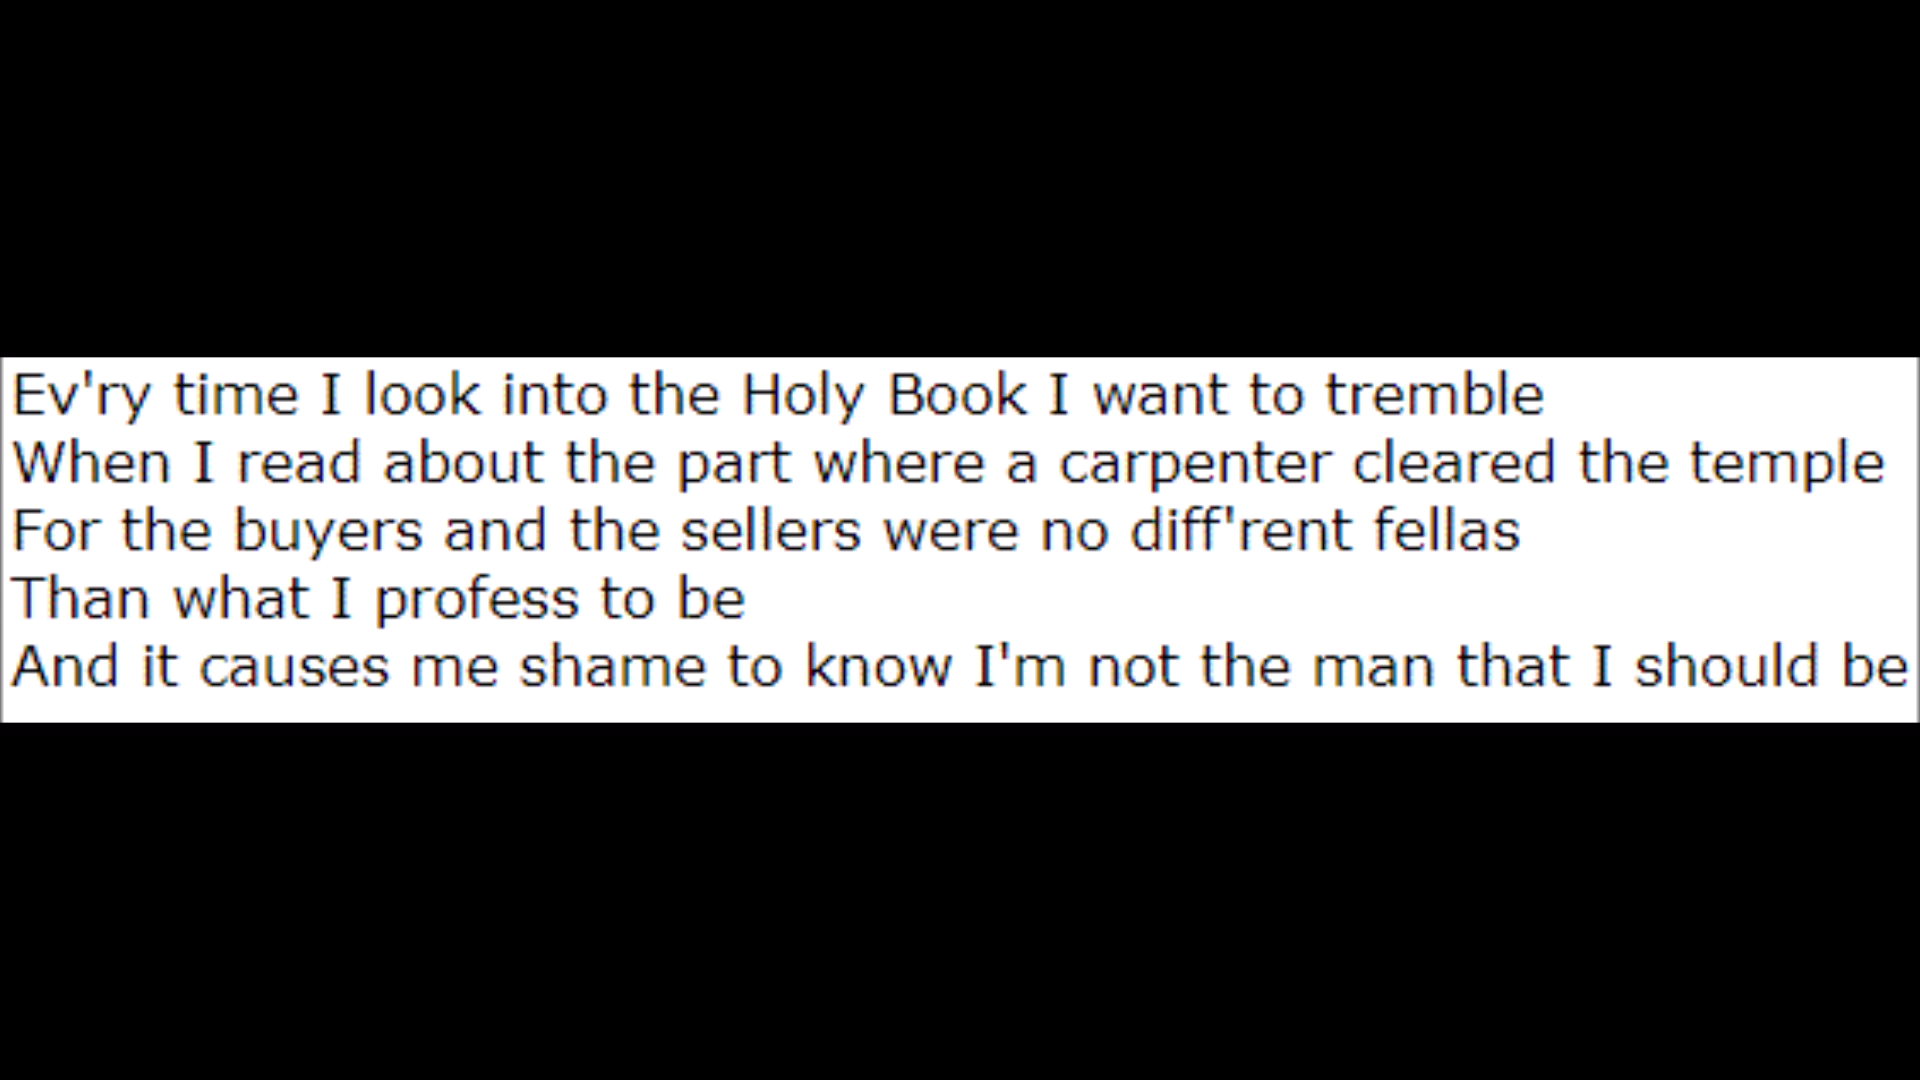 Ev'ry time I look into the Holy Book I want to tremble
When I read about the part where a carpenter cleared the temple
For the buyers and the sellers were no diff'rent fellas
Than what I profess to be
And it causes me shame to know I'm not the man that I should be